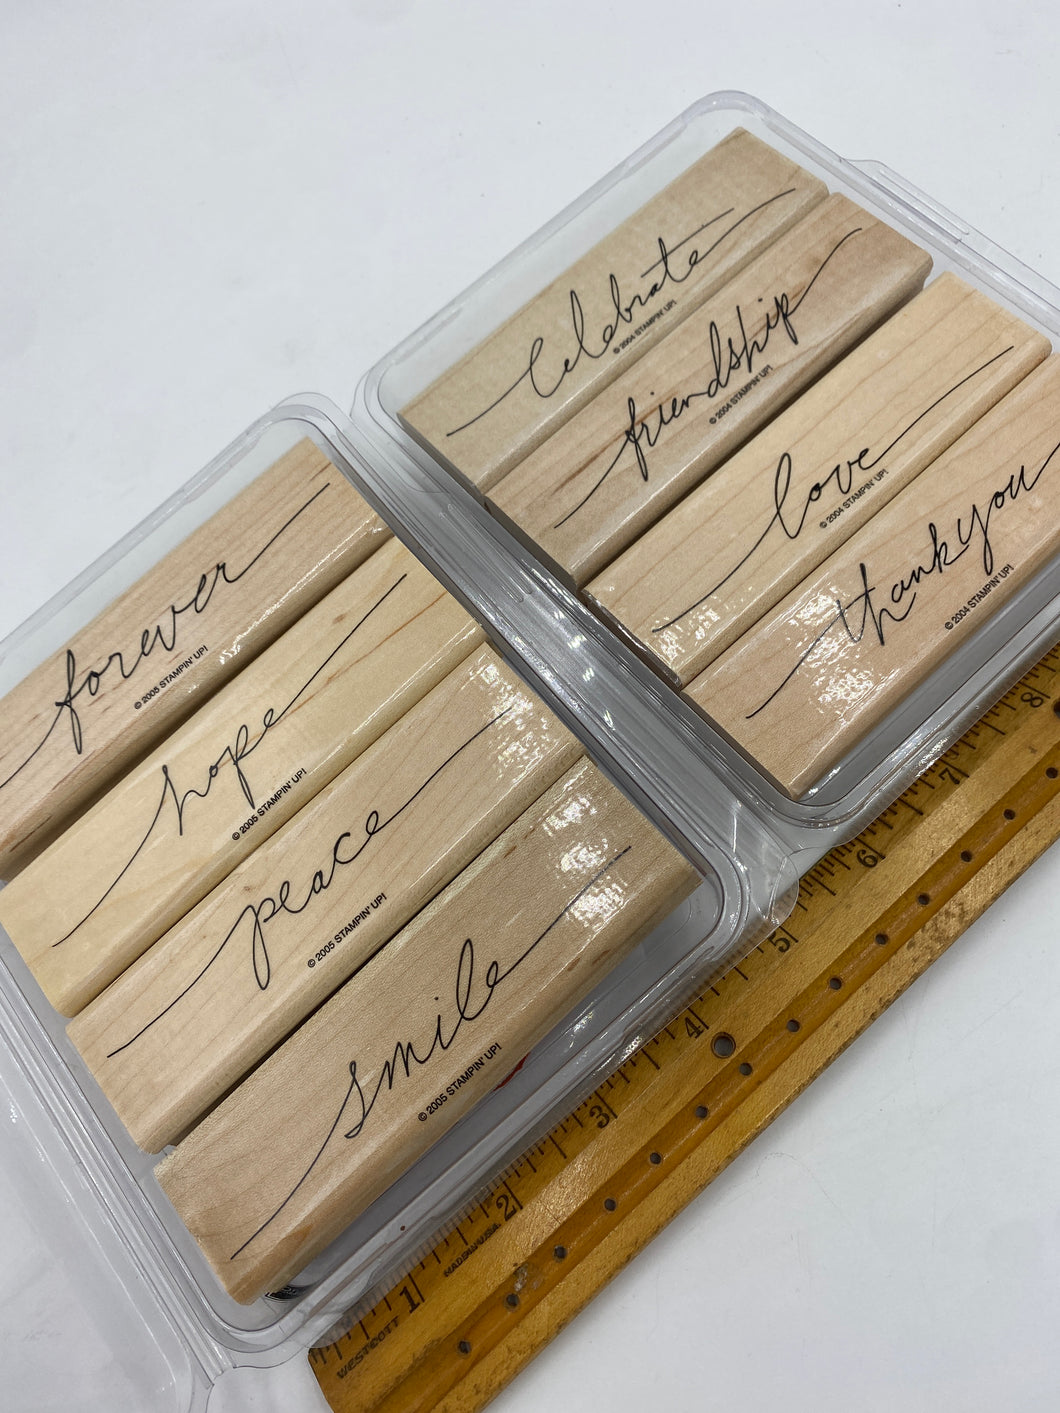 Celebrate
© 2004 STAMPIN' UP!
friendship
© 2004 STAMPIN' UP!
love
© 2004 STAMPIN' UP!
thank you
© 2004 STAMPIN' UP!
forever
© 2005 STAMPIN' UP!
hope
© 2005 STAMPIN' UP!
peace
© 2005 STAMPIN' UP!
smile
© 2005 STAMPIN' UP!
1 2 3 4 5 6 7 8
WESTCOTT
MADE IN U.S.A.